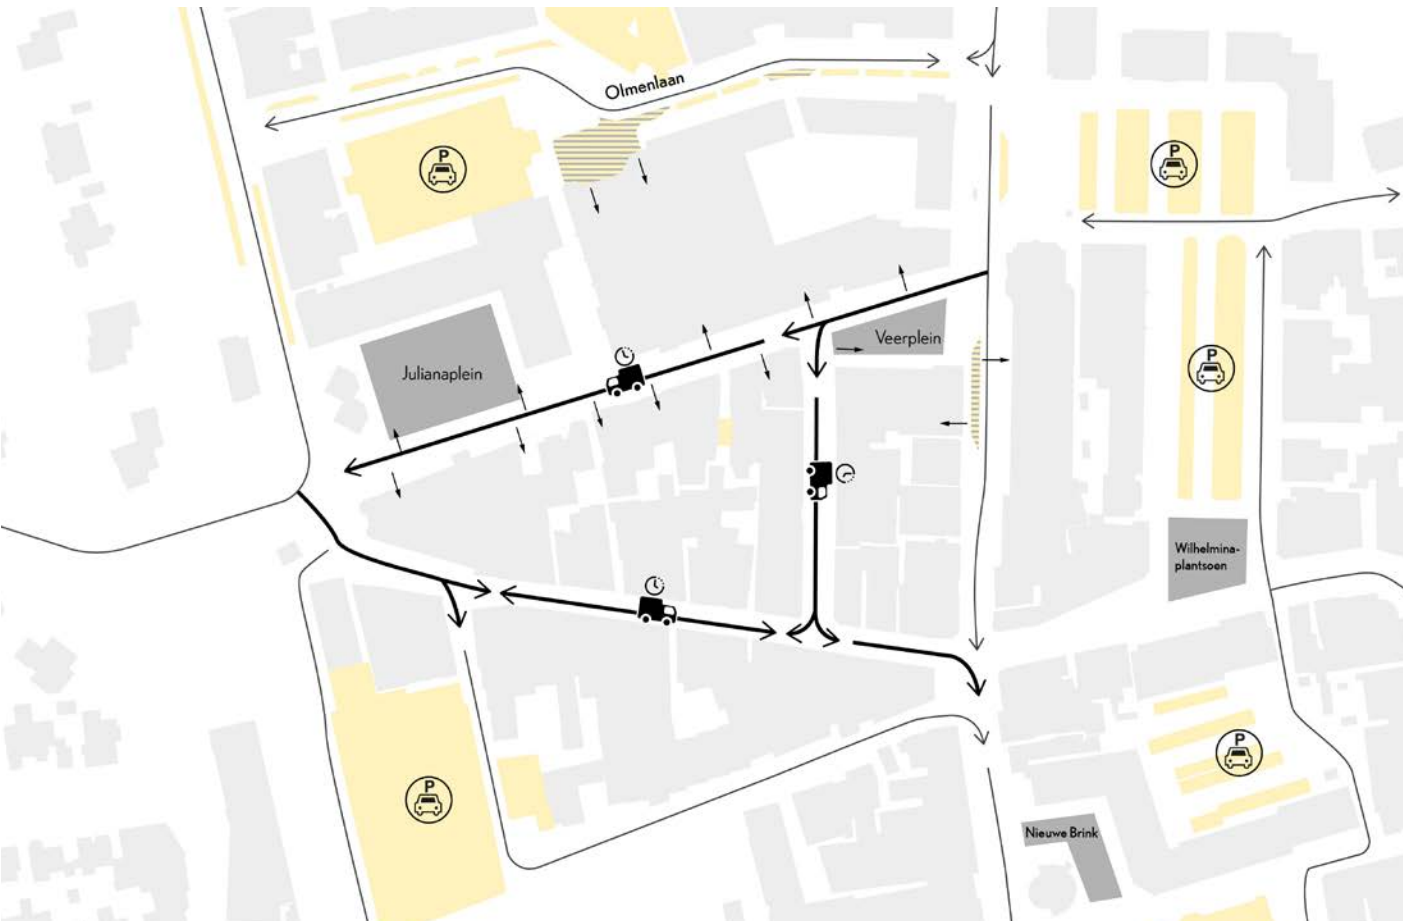 Olmenlaan
P
P
Veerplein
Julianaplein
P
Wilhelmina-
plantsoen
P
P
Nieuwe Brink